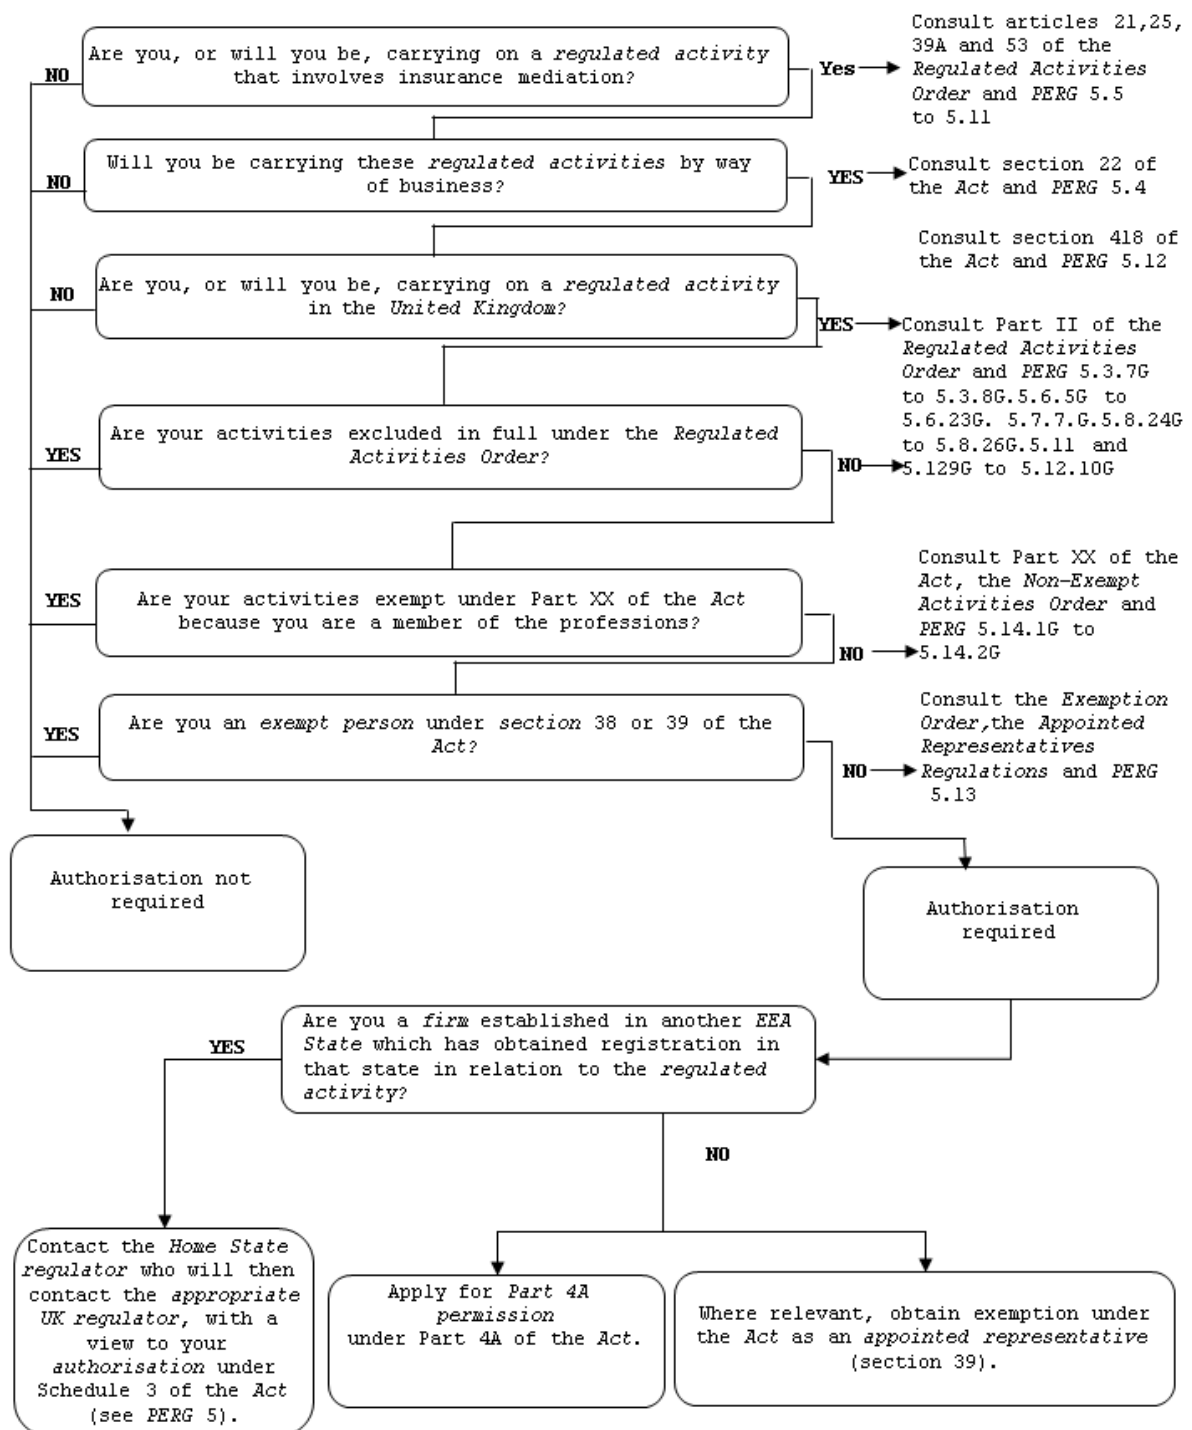 Are you, or will you be, carrying on a regulated activity
that involves insurance mediation?
NO
Yes
Consult articles 21,25,
39A and 53 of the
Regulated Activities
Order and PERG 5.5
to 5.11
Will you be carrying these regulated activities by way
of business?
NO
YES
Consult section 22 of
the Act and PERG 5.4
Consult section 418 of
the Act and PERG 5.12
Are you, or will you be, carrying on a regulated activity
in the United Kingdom?
NO
YES
Consult Part II of the
Regulated Activities
Order and PERG 5.3.7G
to 5.3.8G.5.6.5G to
5.6.23G. 5.7.7.G.5.8.24G
to 5.8.26G.5.11 and
5.129G to 5.12.10G
Are your activities excluded in full under the Regulated
Activities Order?
YES
NO
Consult Part XX of the
Act, the Non-Exempt
Activities Order and
PERG 5.14.1G to
5.14.2G
Are your activities exempt under Part XX of the Act
because you are a member of the professions?
YES
NO
Consult the Exemption
Order,the Appointed
Representatives
Regulations and PERG
5.13
Are you an exempt person under section 38 or 39 of the
Act?
YES
NO
Authorisation not
required
Authorisation
required
Are you a firm established in another EEA
State which has obtained registration in
that state in relation to the regulated
activity?
YES
NO
Contact the Home State
regulator who will then
contact the appropriate
UK regulator, with a
view to your
authorisation under
Schedule 3 of the Act
(see PERG 5).
Apply for Part 4A
permission
under Part 4A of the Act.
Where relevant, obtain exemption under
the Act as an appointed representative
(section 39).